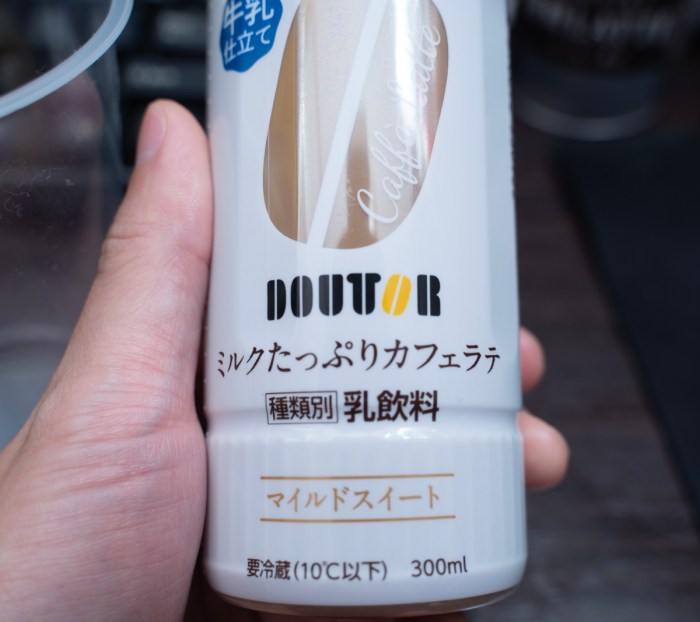 牛乳
仕立て
Caffè Latte
DOUTOR
ミルクたっぷりカフェラテ
種類別 乳飲料
マイルドスイート
要冷蔵(10℃以下) 300ml